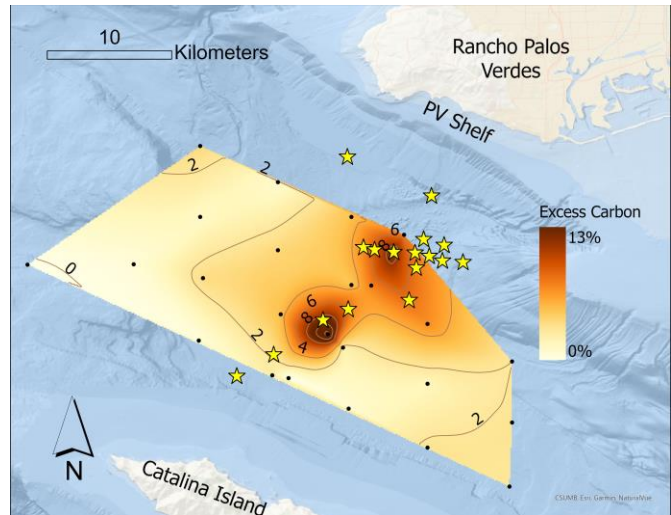 10
Kilometers
Rancho Palos
Verdes
PV Shelf
2
2
6
8
Excess Carbon
13%
0%
0
6
8
4
2
2
N
Catalina Island
CSUMB, Esri, Garmin, NaturalVue